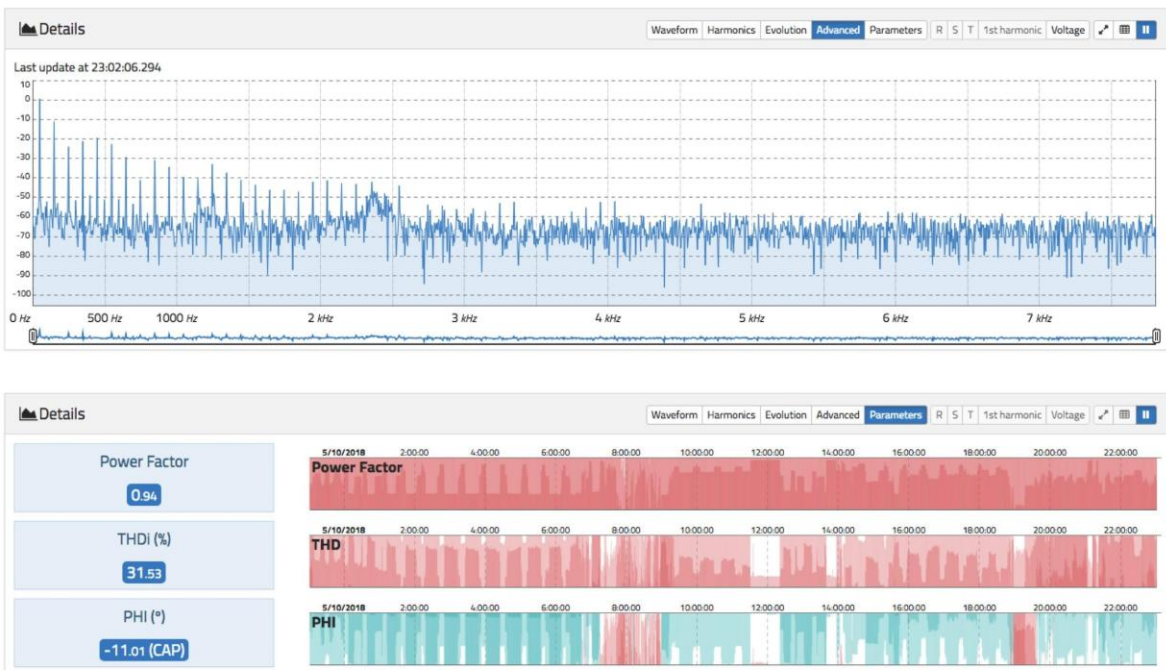 Details
Waveform Harmonics Evolution Advanced Parameters R S T 1st harmonic Voltage
Last update at 23:02:06.294
10
0
-10
-20
-30
-40
-50
-60
-70
-80
-90
-100
0 Hz 500 Hz 1000 Hz 2 kHz 3 kHz 4 kHz 5 kHz 6 kHz 7 kHz
Details
Waveform Harmonics Evolution Advanced Parameters R S T 1st harmonic Voltage
Power Factor
0.94
5/10/2018 2:00:00 4:00:00 6:00:00 8:00:00 10:00:00 12:00:00 14:00:00 16:00:00 18:00:00 20:00:00 22:00:00
Power Factor
THDi (%)
31.53
5/10/2018 2:00:00 4:00:00 6:00:00 8:00:00 10:00:00 12:00:00 14:00:00 16:00:00 18:00:00 20:00:00 22:00:00
THD
PHI (°)
-11.01 (CAP)
5/10/2018 2:00:00 4:00:00 6:00:00 8:00:00 10:00:00 12:00:00 14:00:00 16:00:00 18:00:00 20:00:00 22:00:00
PHI